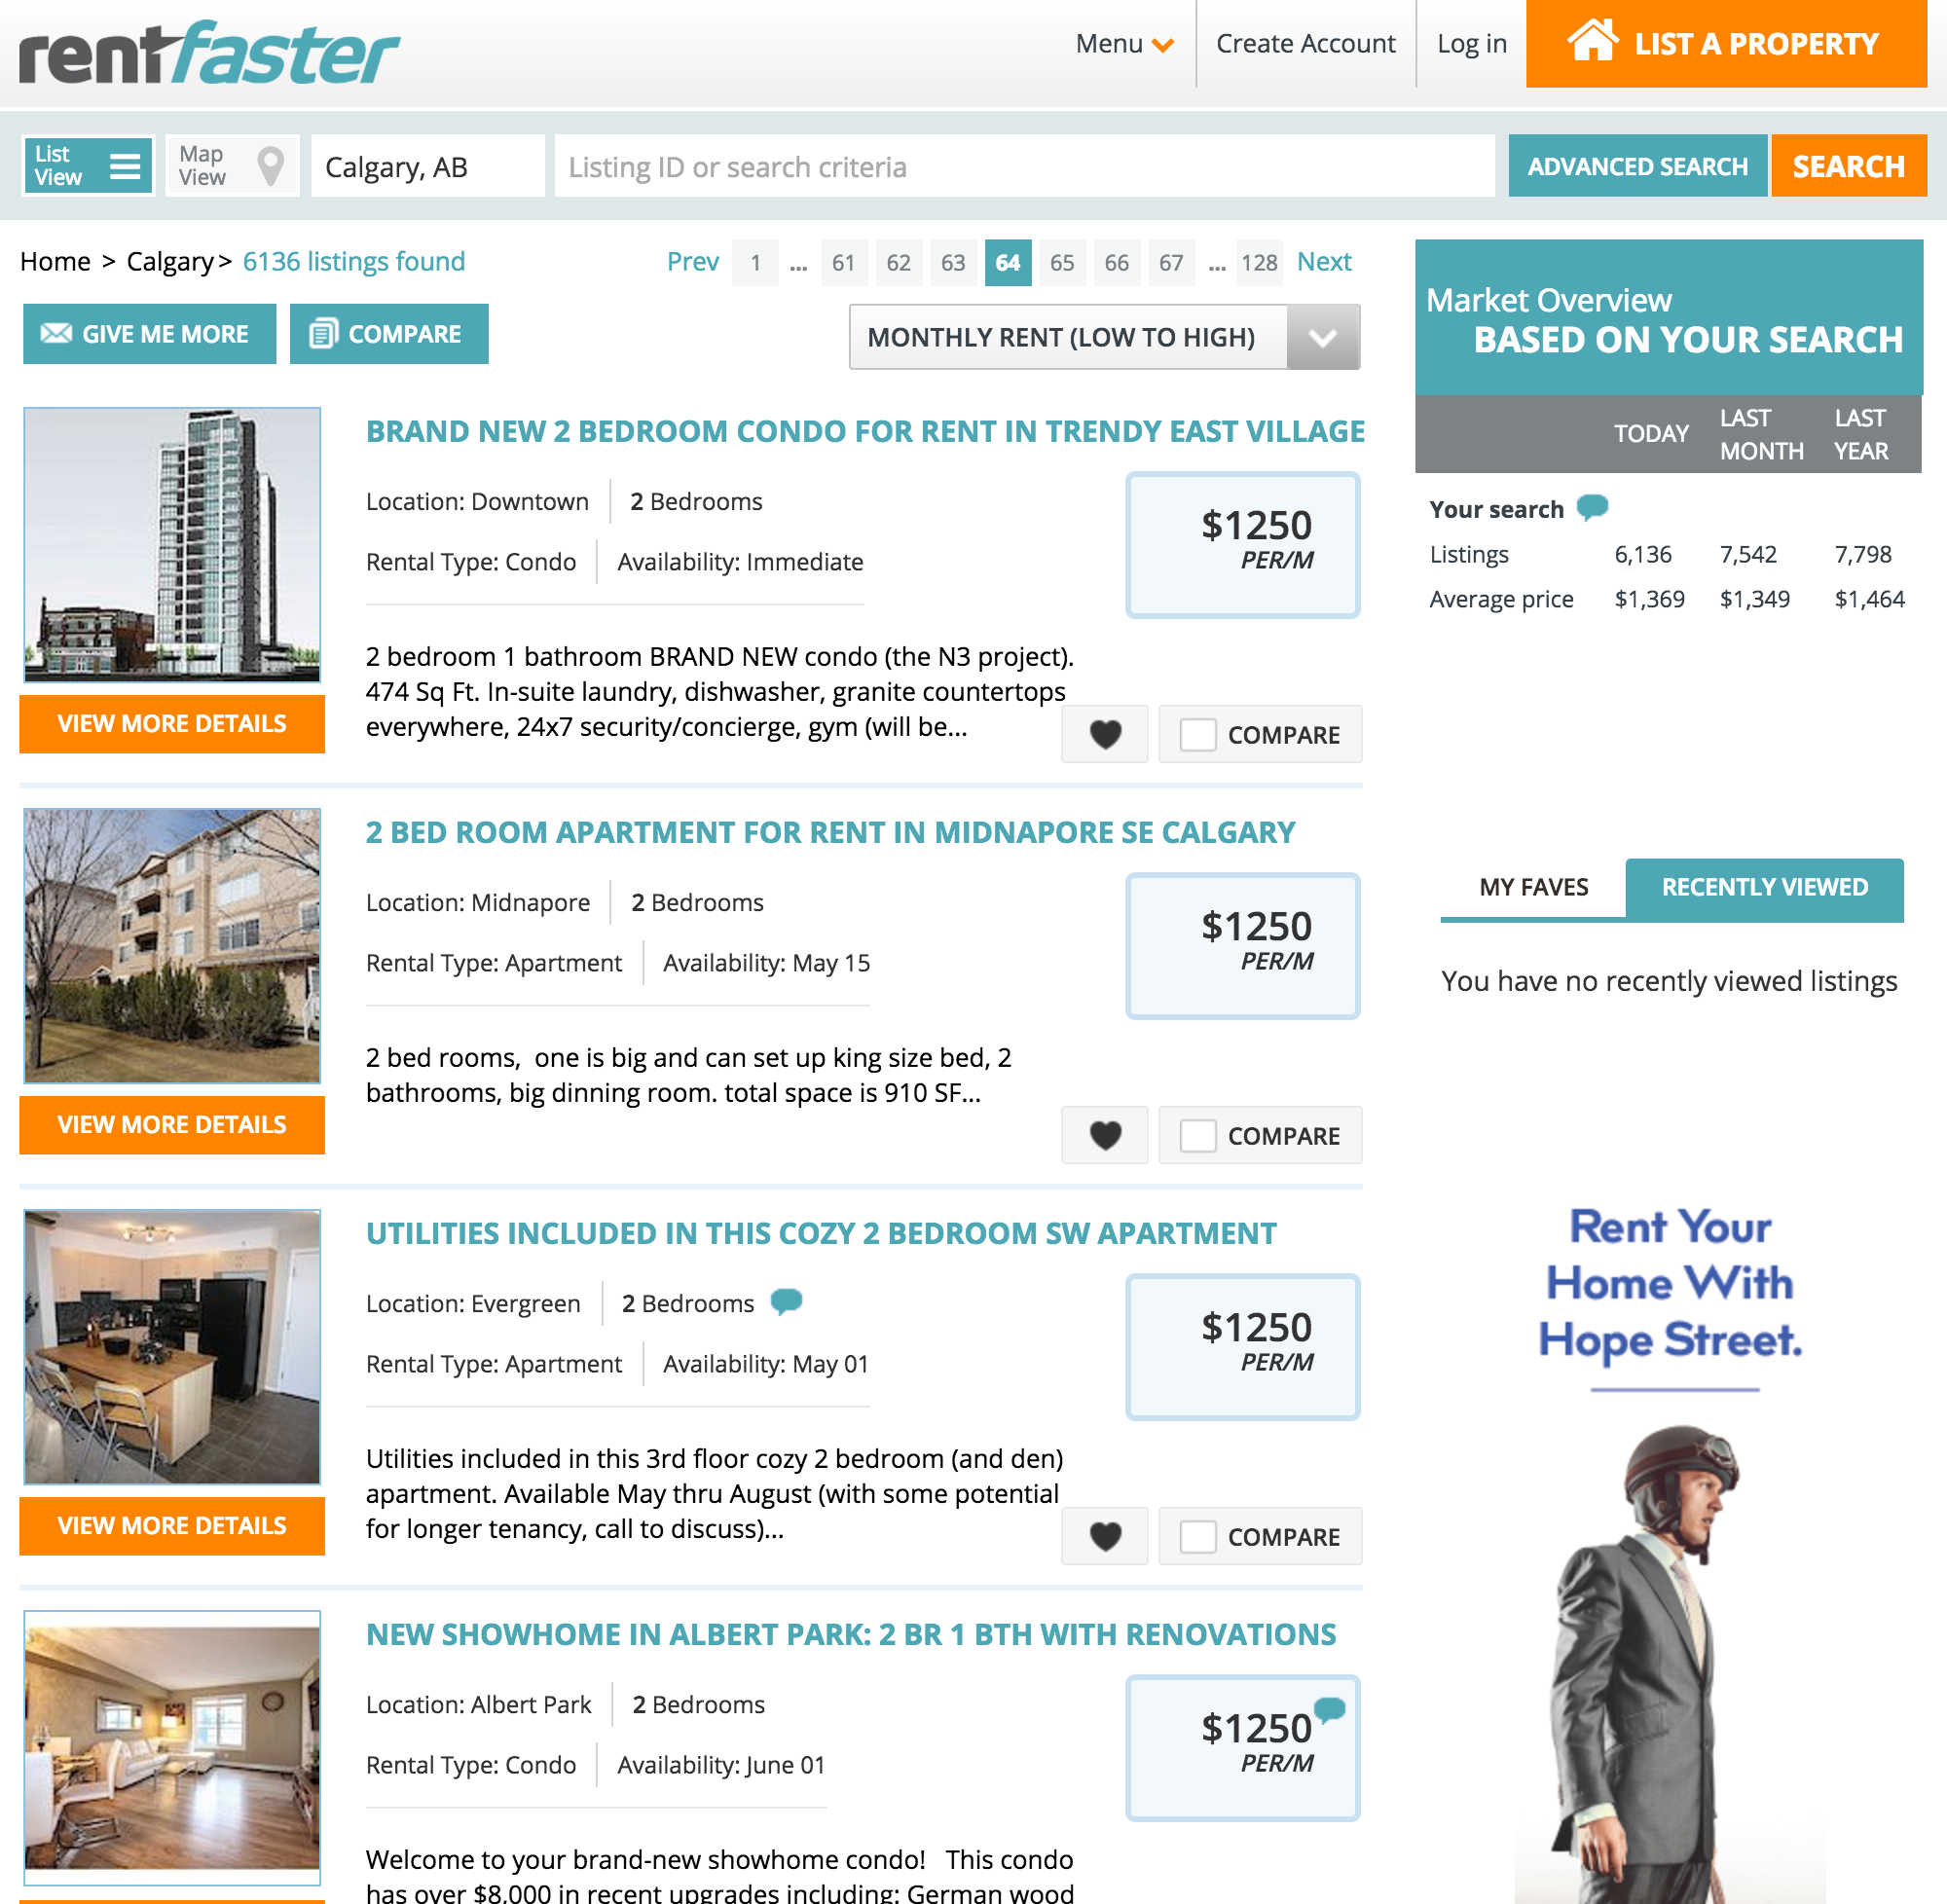 rentfaster
Menu
Create Account
Log in
LIST A PROPERTY
List View
Map View
Calgary, AB
Listing ID or search criteria
ADVANCED SEARCH
SEARCH
Home > Calgary > 6136 listings found
Prev 1 ... 61 62 63 64 65 66 67 ... 128 Next
GIVE ME MORE
COMPARE
MONTHLY RENT (LOW TO HIGH)
BRAND NEW 2 BEDROOM CONDO FOR RENT IN TRENDY EAST VILLAGE
Location: Downtown 2 Bedrooms
Rental Type: Condo Availability: Immediate
$1250
PER/M
2 bedroom 1 bathroom BRAND NEW condo (the N3 project).
474 Sq Ft. In-suite laundry, dishwasher, granite countertops
everywhere, 24x7 security/concierge, gym (will be...
VIEW MORE DETAILS
COMPARE
2 BED ROOM APARTMENT FOR RENT IN MIDNAPORE SE CALGARY
Location: Midnapore 2 Bedrooms
Rental Type: Apartment Availability: May 15
$1250
PER/M
2 bed rooms, one is big and can set up king size bed, 2
bathrooms, big dinning room. total space is 910 SF...
VIEW MORE DETAILS
COMPARE
UTILITIES INCLUDED IN THIS COZY 2 BEDROOM SW APARTMENT
Location: Evergreen 2 Bedrooms
Rental Type: Apartment Availability: May 01
$1250
PER/M
Utilities included in this 3rd floor cozy 2 bedroom (and den)
apartment. Available May thru August (with some potential
for longer tenancy, call to discuss)...
VIEW MORE DETAILS
COMPARE
NEW SHOWHOME IN ALBERT PARK: 2 BR 1 BTH WITH RENOVATIONS
Location: Albert Park 2 Bedrooms
Rental Type: Condo Availability: June 01
$1250
PER/M
Welcome to your brand-new showhome condo! This condo
has over $8,000 in recent upgrades including: German wood
Market Overview
BASED ON YOUR SEARCH
TODAY LAST MONTH LAST YEAR
Your search
Listings 6,136 7,542 7,798
Average price $1,369 $1,349 $1,464
MY FAVES
RECENTLY VIEWED
You have no recently viewed listings
Rent Your
Home With
Hope Street.